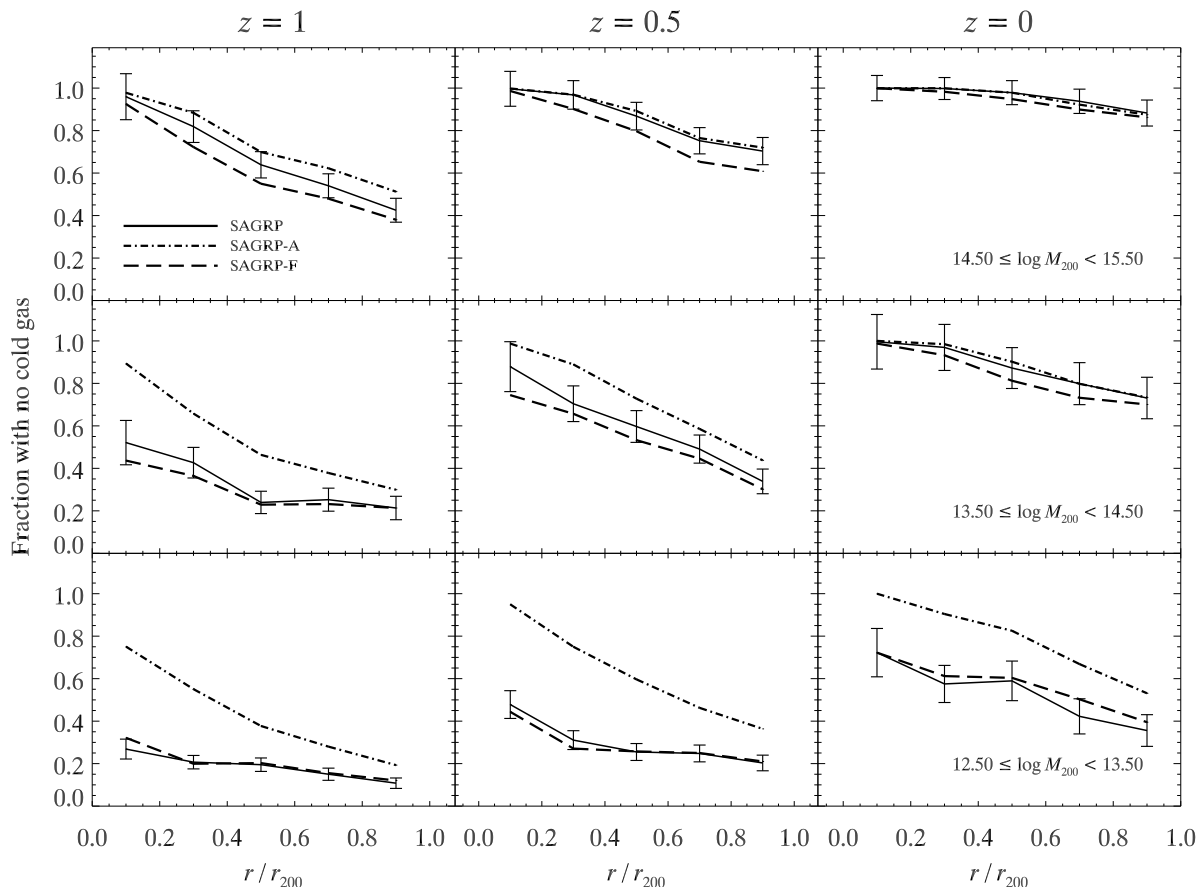 z = 1 z = 0.5 z = 0
1.0
0.8
0.6
0.4
0.2
0.0
SAGRP
SAGRP-A
SAGRP-F
14.50 ≤ log M200 < 15.50
Fraction with no cold gas
1.0
0.8
0.6
0.4
0.2
0.0
13.50 ≤ log M200 < 14.50
1.0
0.8
0.6
0.4
0.2
0.0
12.50 ≤ log M200 < 13.50
0.0 0.2 0.4 0.6 0.8 1.0 0.0 0.2 0.4 0.6 0.8 1.0 0.0 0.2 0.4 0.6 0.8 1.0
r / r200 r / r200 r / r200